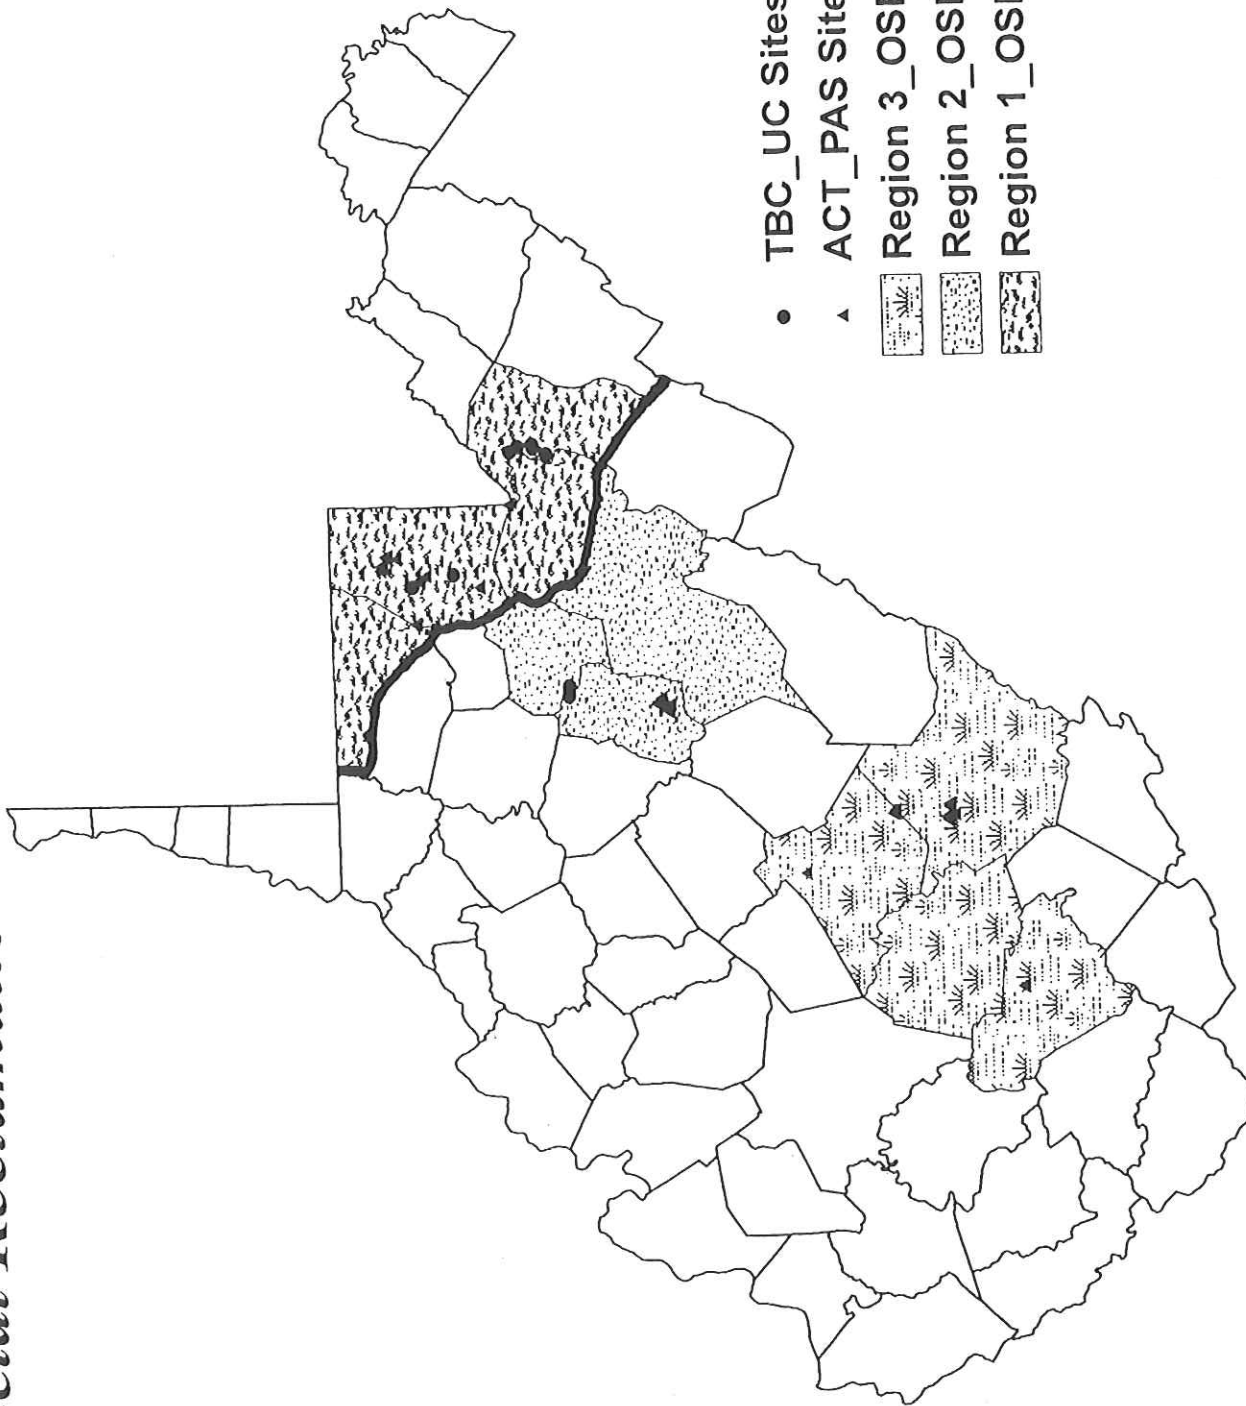 TBC_UC Sites
ACT_PAS Site
Region 3_OSI
Region 2_OSI
Region 1_OSI